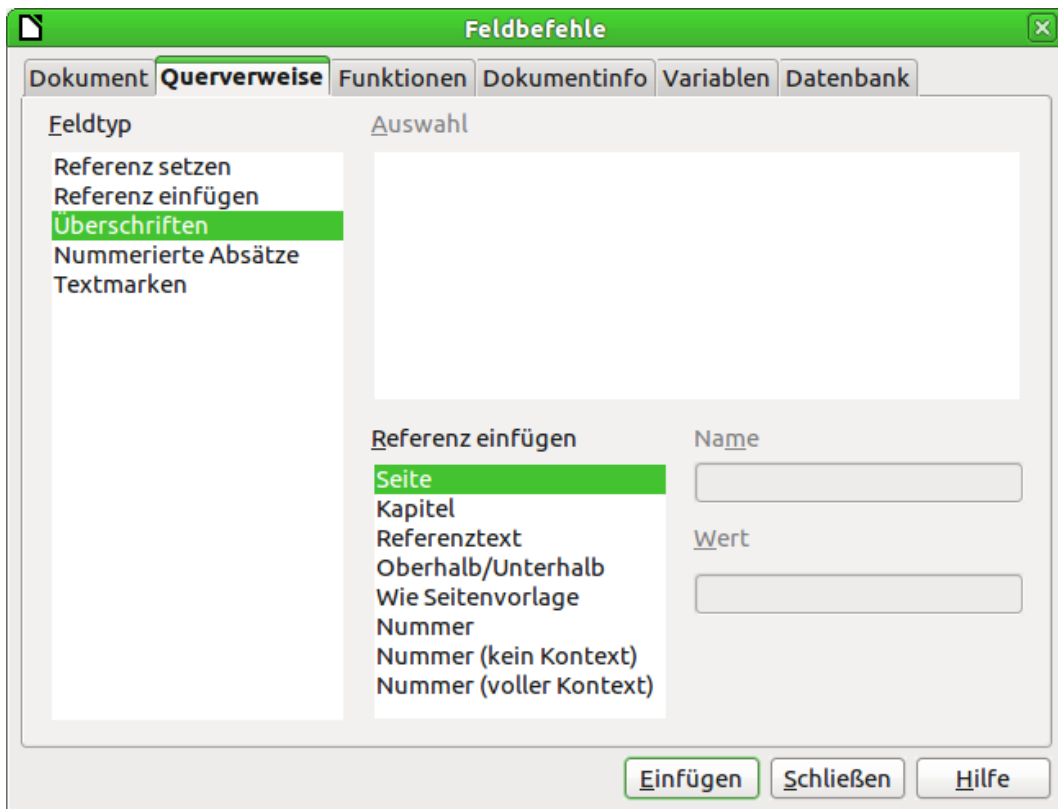 Feldbefehle
Dokument Querverweise Funktionen Dokumentinfo Variablen Datenbank
Feldtyp
Referenz setzen
Referenz einfügen
Überschriften
Nummerierte Absätze
Textmarken
Auswahl
Referenz einfügen
Seite
Kapitel
Referenztext
Oberhalb/Unterhalb
Wie Seitenvorlage
Nummer
Nummer (kein Kontext)
Nummer (voller Kontext)
Name
Wert
Einfügen Schließen Hilfe